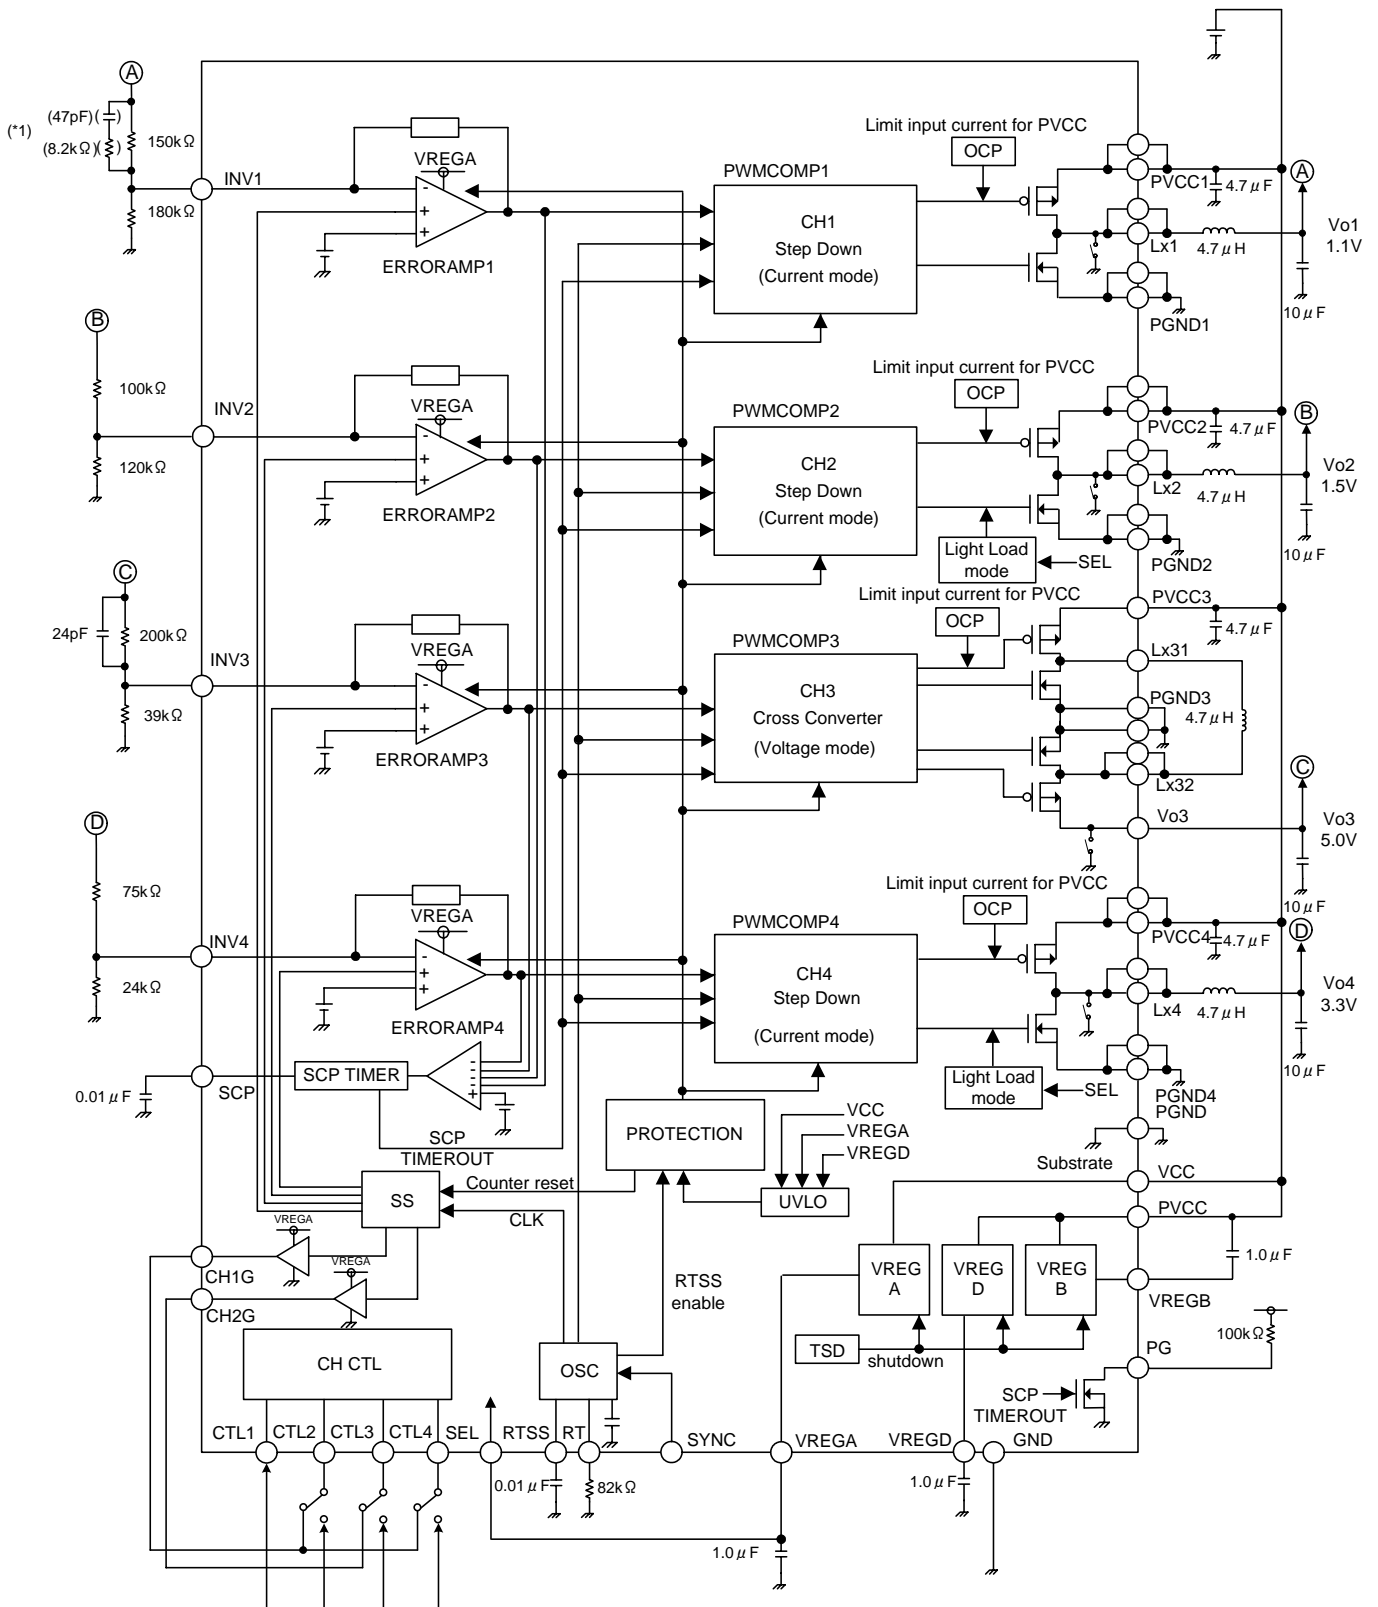 A
(*1)
(47pF)(
)
(8.2kΩ)(
)
150kΩ
180kΩ
INV1
VREGA
-
+
+
ERRORAMP1
PWMCOMP1
CH1
Step Down
(Current mode)
Limit input current for PVCC
OCP
PVCC1
4.7μF
A
Lx1
4.7μH
Vo1
1.1V
10μF
PGND1
B
100kΩ
120kΩ
INV2
VREGA
-
+
+
ERRORAMP2
PWMCOMP2
CH2
Step Down
(Current mode)
Limit input current for PVCC
OCP
PVCC2
4.7μF
B
Lx2
4.7μH
Vo2
1.5V
10μF
Light Load
mode
SEL
PGND2
C
24pF
200kΩ
39kΩ
INV3
VREGA
-
+
+
ERRORAMP3
PWMCOMP3
CH3
Cross Converter
(Voltage mode)
Limit input current for PVCC
OCP
PVCC3
4.7μF
Lx31
PGND3
4.7μH
Lx32
C
Vo3
Vo3
5.0V
10μF
D
75kΩ
24kΩ
INV4
VREGA
-
+
+
ERRORAMP4
PWMCOMP4
CH4
Step Down
(Current mode)
Limit input current for PVCC
OCP
PVCC4
4.7μF
D
Lx4
4.7μH
Vo4
3.3V
10μF
Light Load
mode
SEL
PGND4
PGND
0.01μF
SCP
SCP TIMER
-
-
-
-
+
SCP
TIMEROUT
PROTECTION
VCC
VREGA
VREGD
UVLO
Substrate
VCC
PVCC
SS
Counter reset
CLK
VREGA
CH1G
VREGA
CH2G
RTSS
enable
VREG
A
VREG
D
VREG
B
1.0μF
VREGB
TSD
shutdown
100kΩ
PG
CH CTL
OSC
SCP
TIMEROUT
CTL1
CTL2
CTL3
CTL4
SEL
RTSS
RT
SYNC
VREGA
VREGD
GND
0.01μF
82kΩ
1.0μF
1.0μF